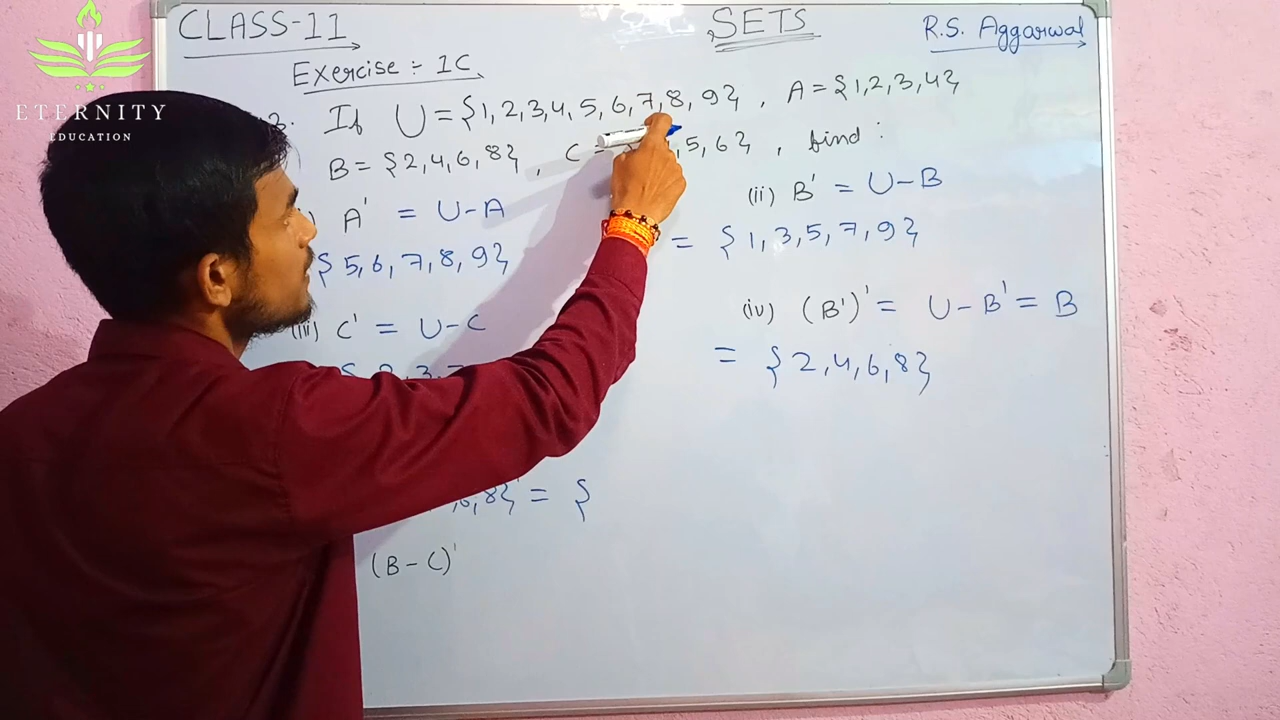 CLASS-11
SETS
R.S. Aggarwal
ETERNITY
EDUCATION
Exercise :- 1C
If U = {1, 2, 3, 4, 5, 6, 7, 8, 9} , A = {1, 2, 3, 4}
B = {2, 4, 6, 8} , C = , 5, 6} , find :
A' = U-A
{5, 6, 7, 8, 9}
(ii) B' = U-B
= {1, 3, 5, 7, 9}
(iii) C' = U-C
(iv) (B')' = U-B' = B
= {2, 4, 6, 8}
8}' = {
(B-C)'